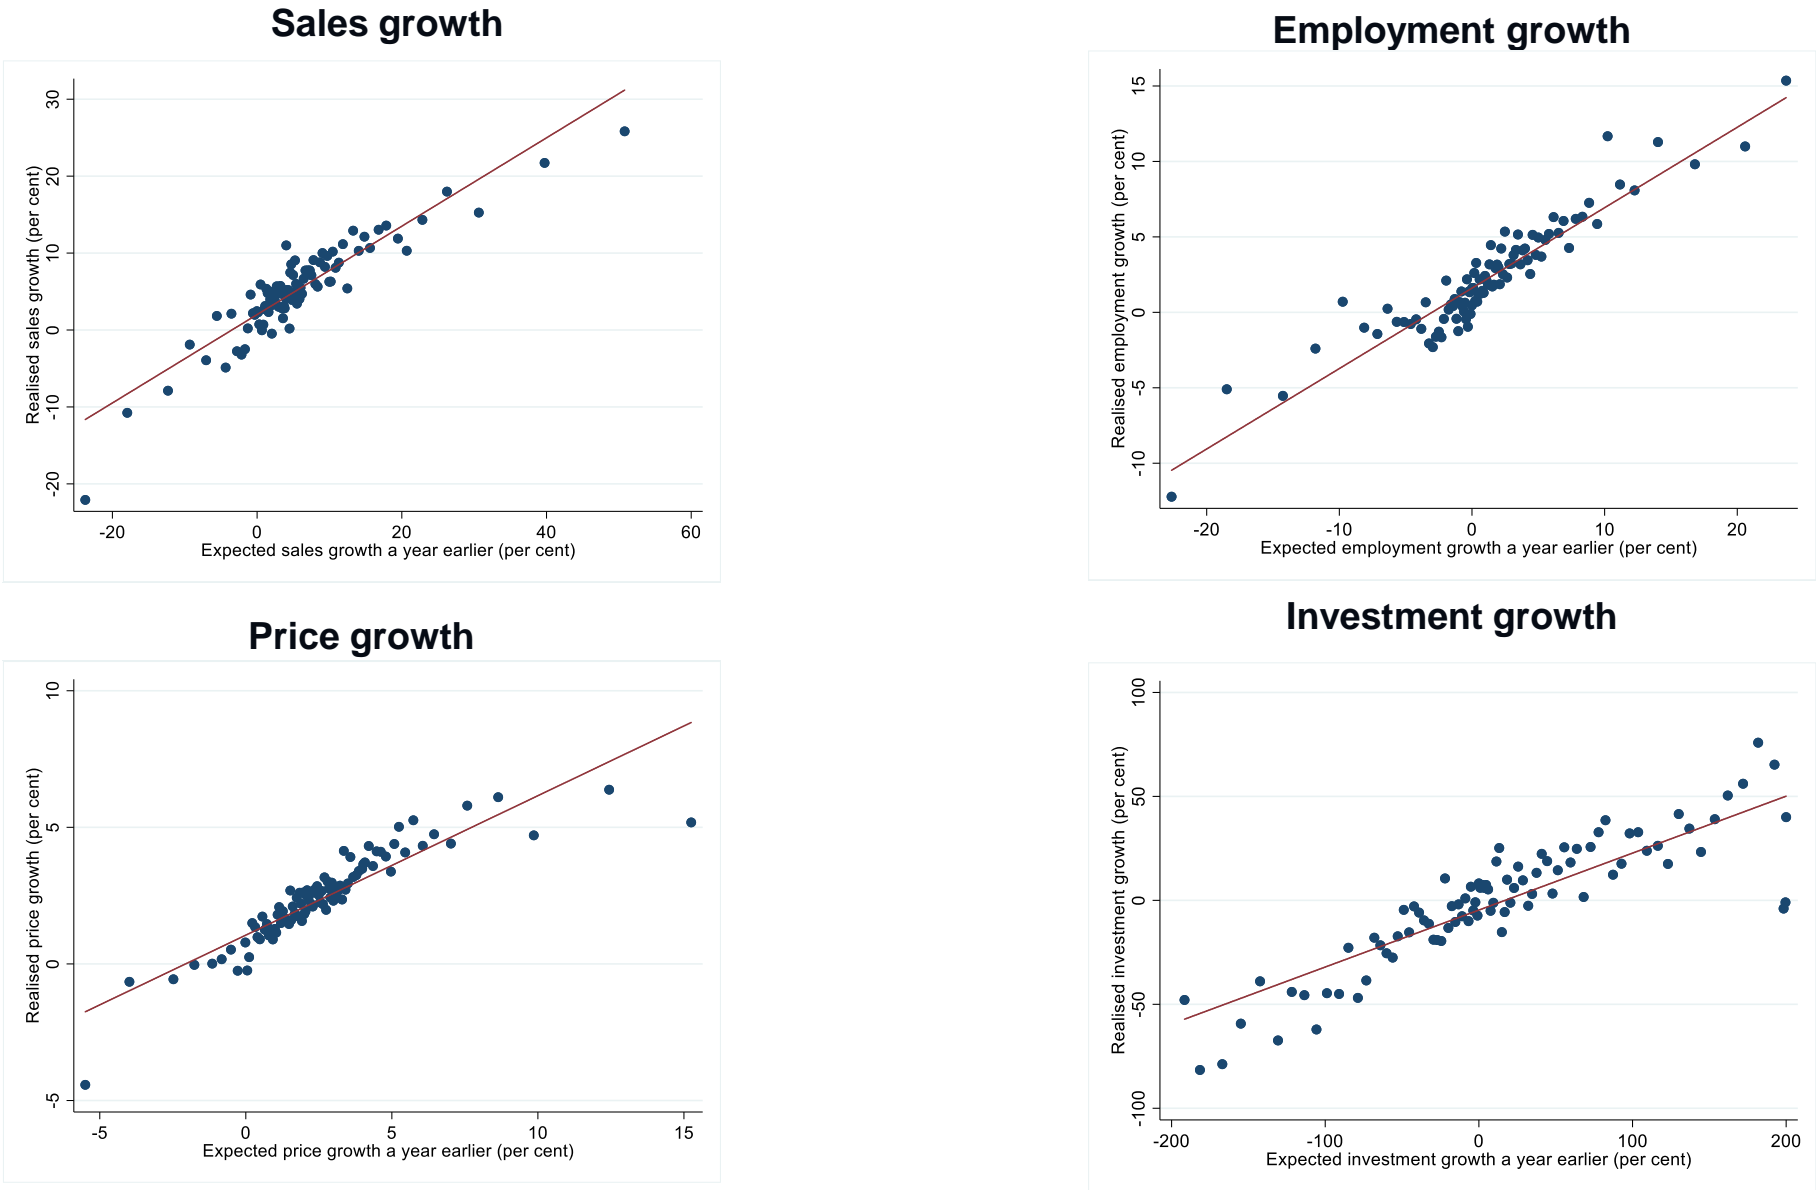 Sales growth
Realised sales growth (per cent)
30
20
10
0
-10
-20
-20 0 20 40 60
Expected sales growth a year earlier (per cent)
Employment growth
Realised employment growth (per cent)
15
10
5
0
-5
-10
-20 -10 0 10 20
Expected employment growth a year earlier (per cent)
Price growth
Realised price growth (per cent)
10
5
0
-5
-5 0 5 10 15
Expected price growth a year earlier (per cent)
Investment growth
Realised investment growth (per cent)
100
50
0
-50
-100
-200 -100 0 100 200
Expected investment growth a year earlier (per cent)